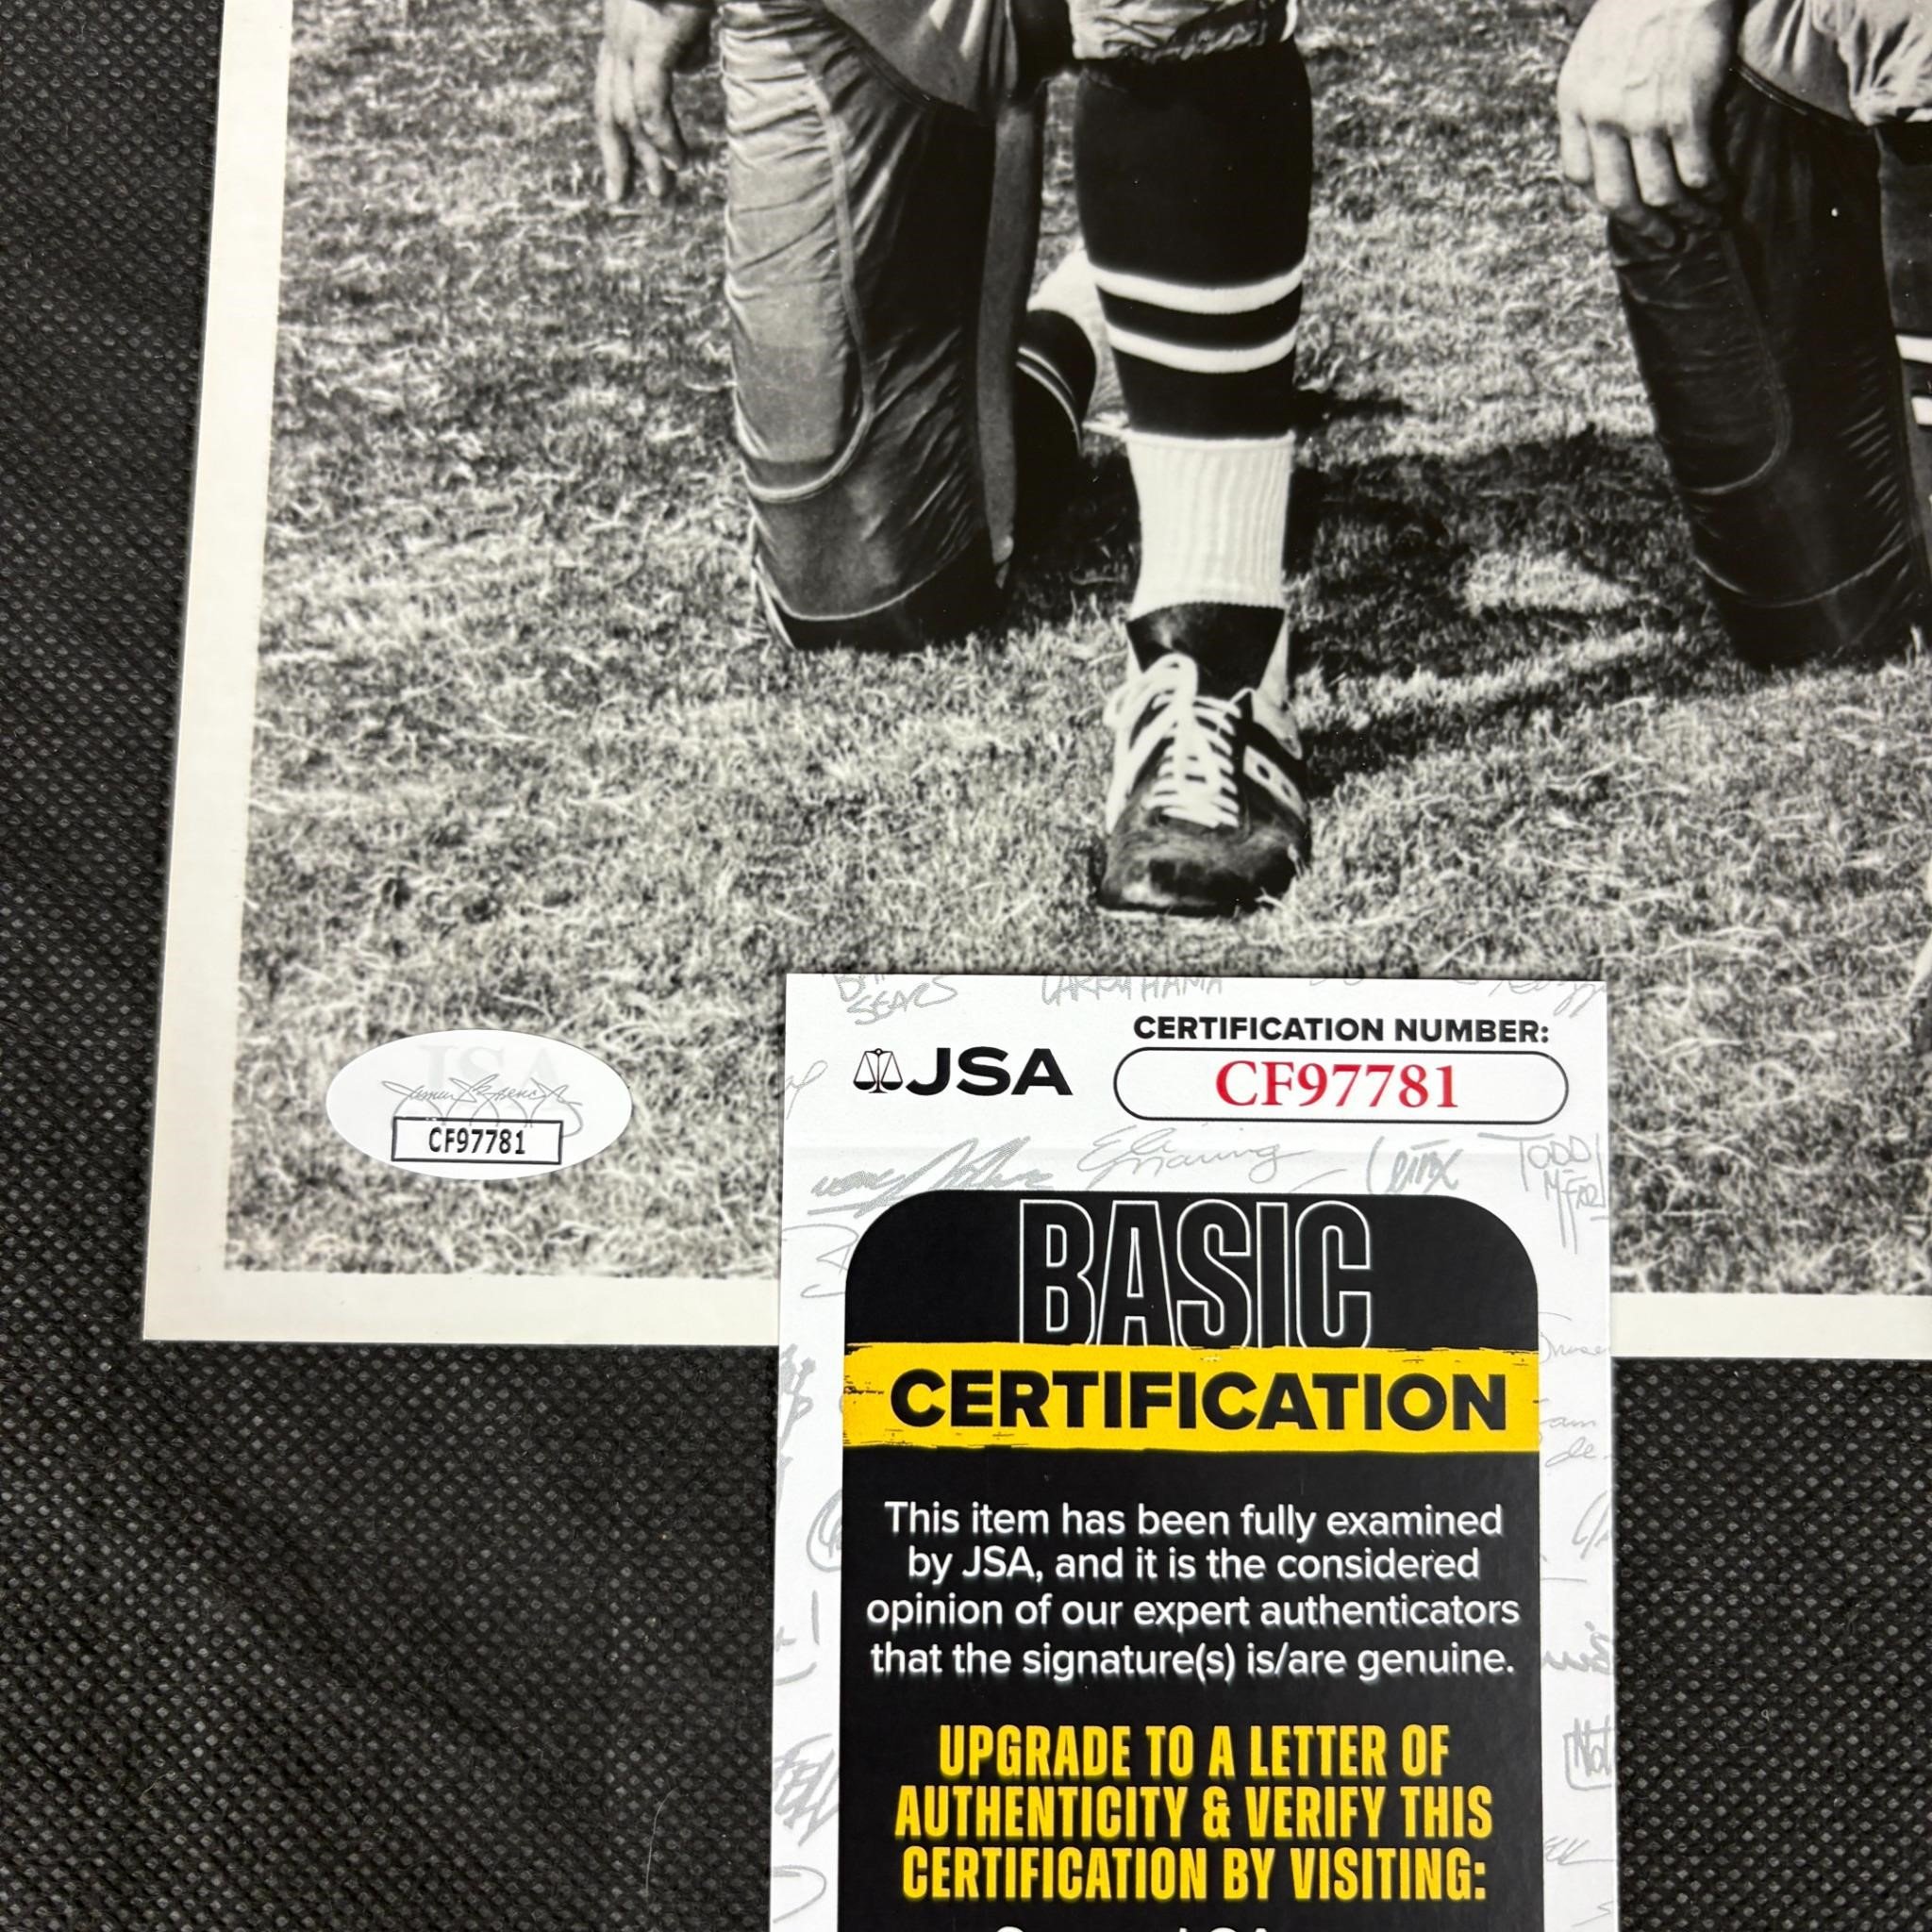 BILL
SEARS
CERTIFICATION NUMBER:
JSA
CF97781
JSA
CF97781
BASIC
CERTIFICATION
This item has been fully examined
by JSA, and it is the considered
opinion of our expert authenticators
that the signature(s) is/are genuine.
UPGRADE TO A LETTER OF
AUTHENTICITY & VERIFY THIS
CERTIFICATION BY VISITING: